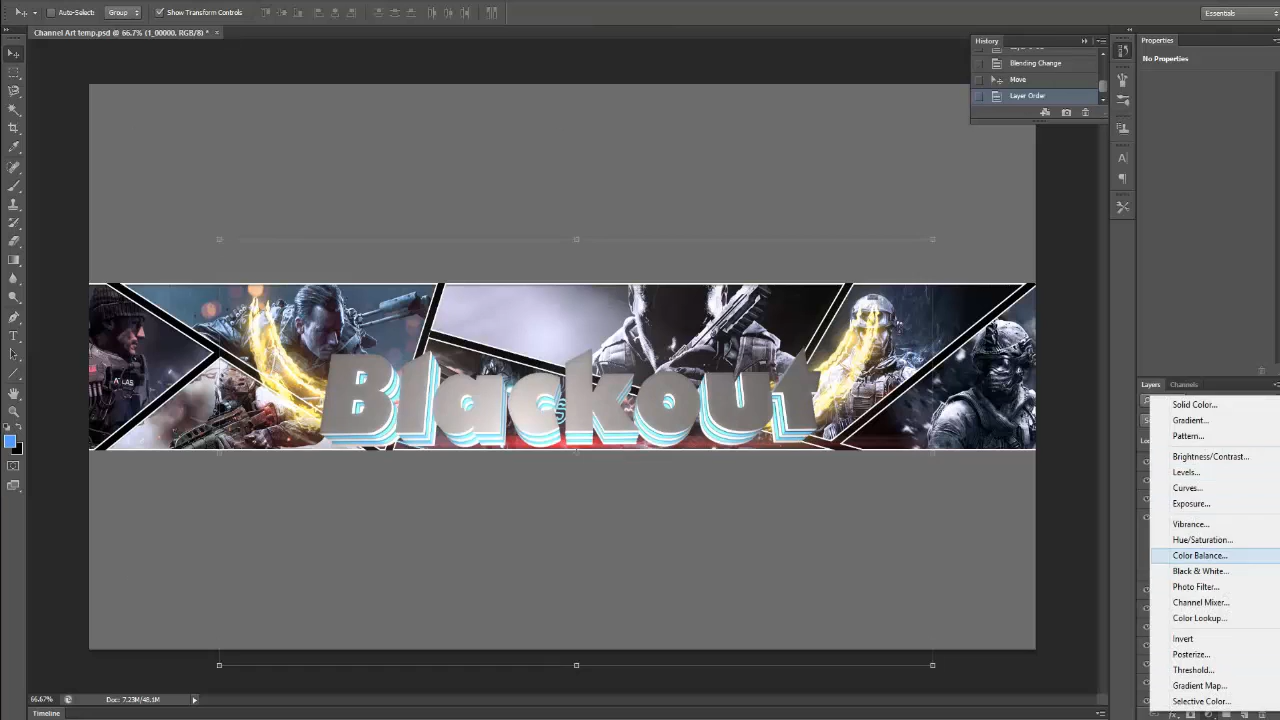 Auto-Select:
Group
Show Transform Controls
Essentials
Channel Art temp.psd @ 66.7% (1_00000, RGB/8) *
History
Blending Change
Move
Layer Order
Properties
No Properties
ATLAS
Blackout
Layers
Channels
Solid Color...
Gradient...
Pattern...
Brightness/Contrast...
Levels...
Curves...
Exposure...
Vibrance...
Hue/Saturation...
Color Balance...
Black & White...
Photo Filter...
Channel Mixer...
Color Lookup...
Invert
Posterize...
Threshold...
Gradient Map...
Selective Color...
66.67%
Doc: 7.23M/48.1M
Timeline